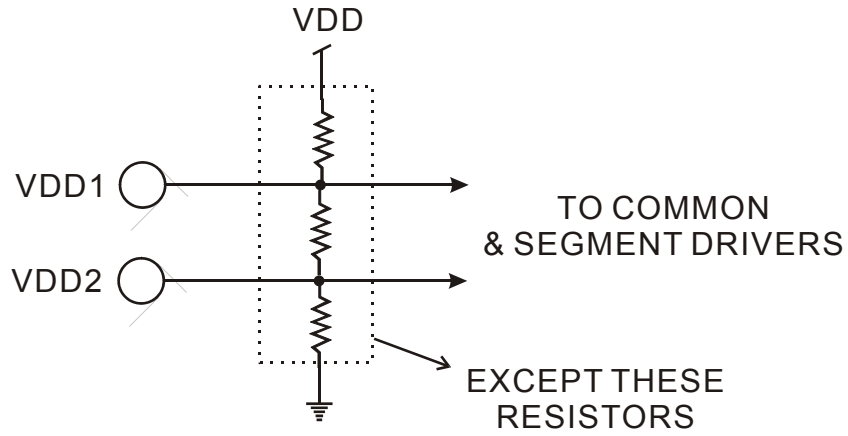 VDD
VDD1
TO COMMON
& SEGMENT DRIVERS
VDD2
EXCEPT THESE
RESISTORS